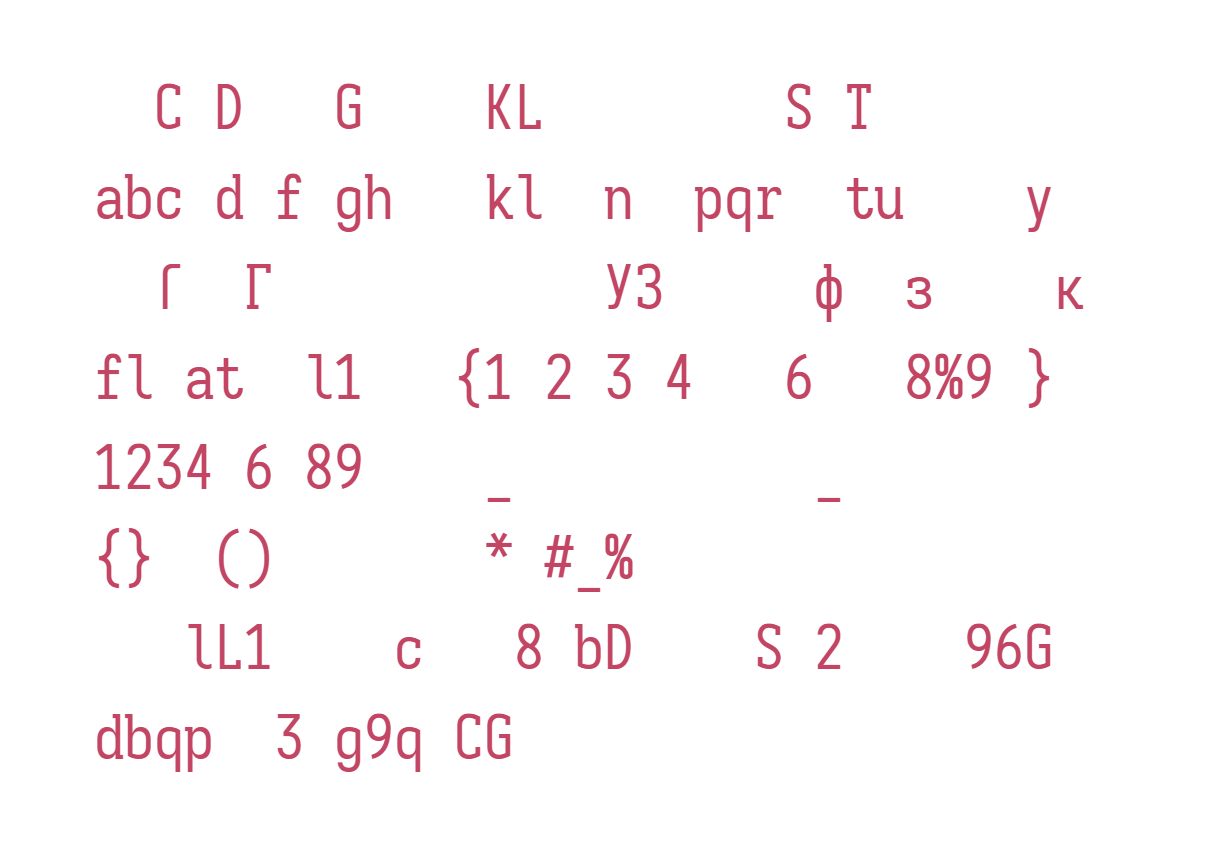 C D G KL S T
abc d f gh kl n pqr tu y
Г УЗ ф з к
fl at l1 {1 2 3 4 6 8%9 }
1234 6 89 _ _
{} () * #_%
lL1 c 8 bD S 2 96G
dbqp 3 g9q CG